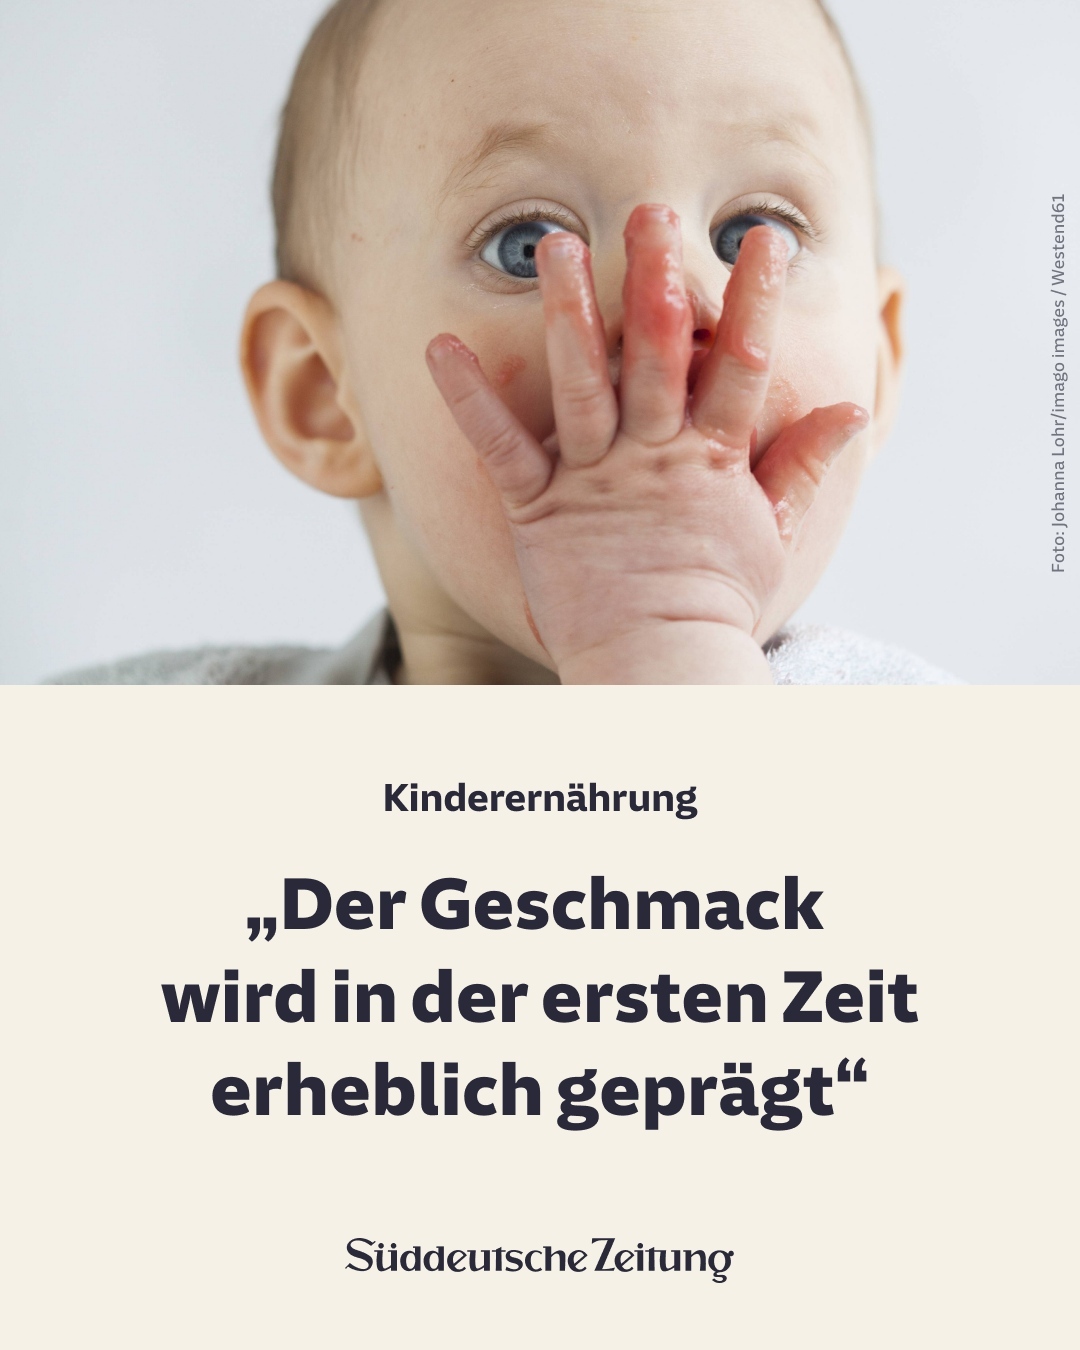 Foto: Johanna Lohr/imago images / Westend61
Kinderernährung
„Der Geschmack
wird in der ersten Zeit
erheblich geprägt“
Süddeutsche Zeitung